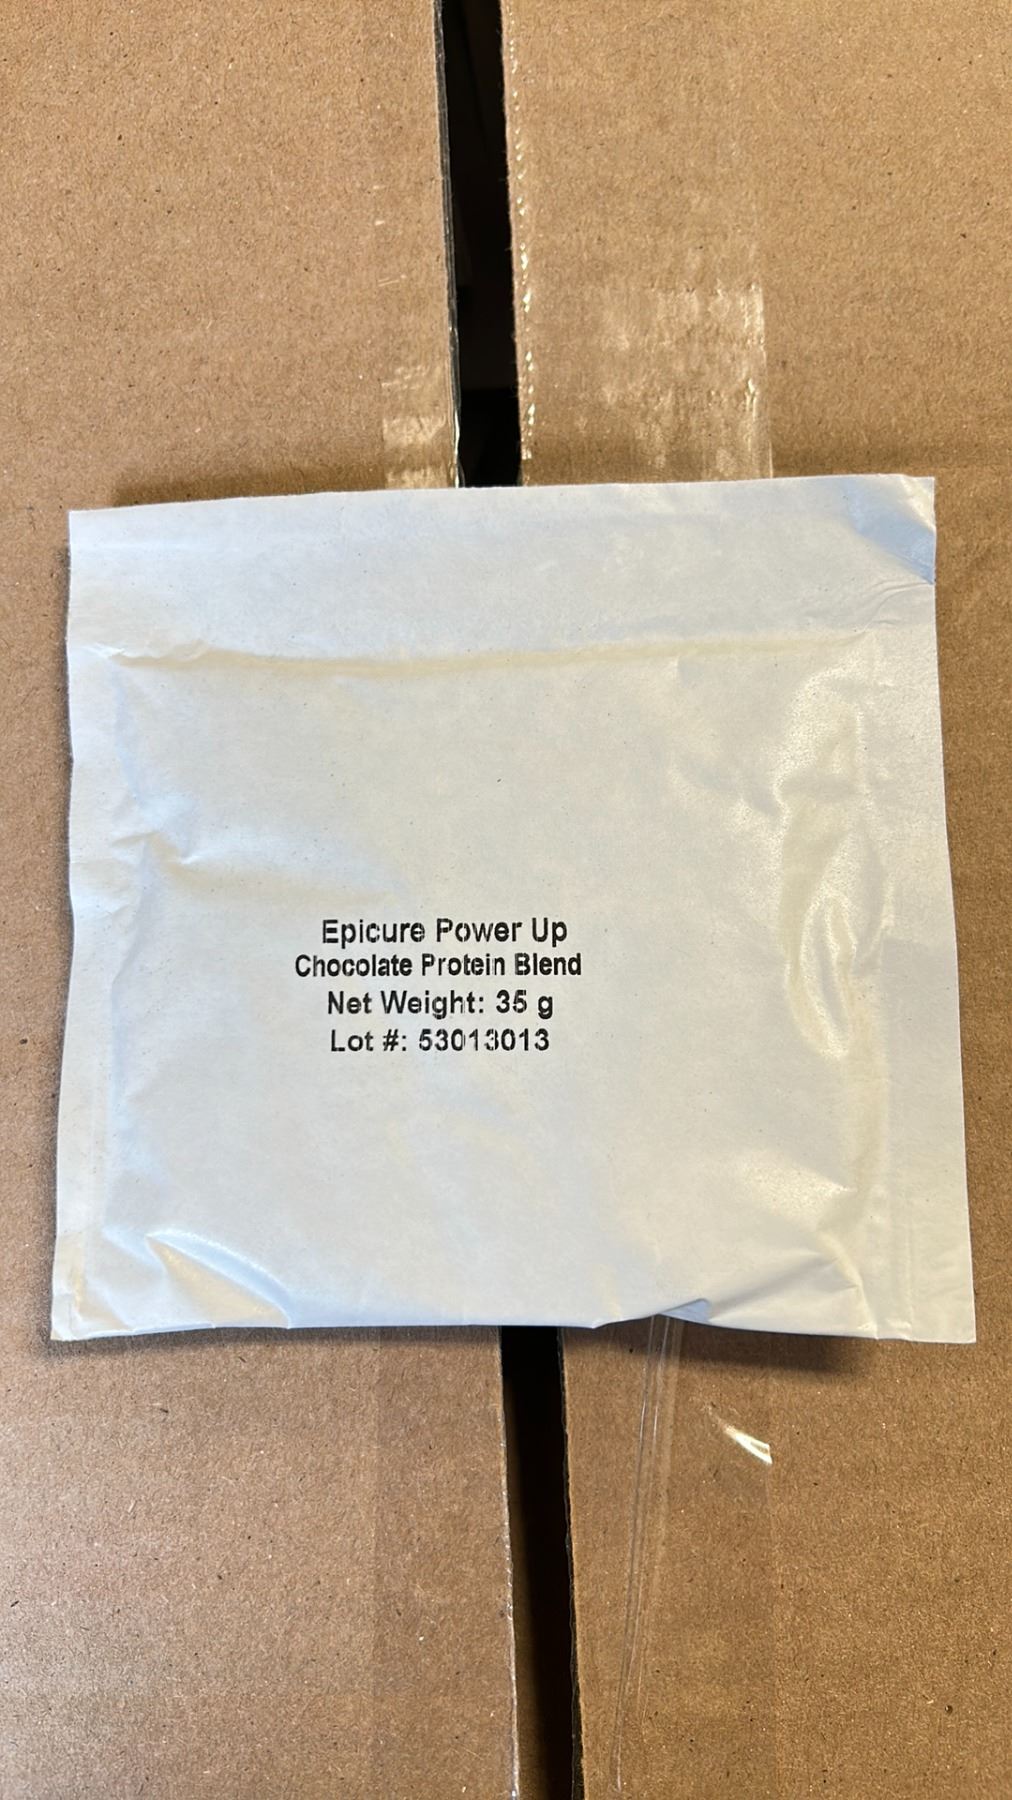 Epicure Power Up
Chocolate Protein Blend
Net Weight: 35 g
Lot #: 53013013